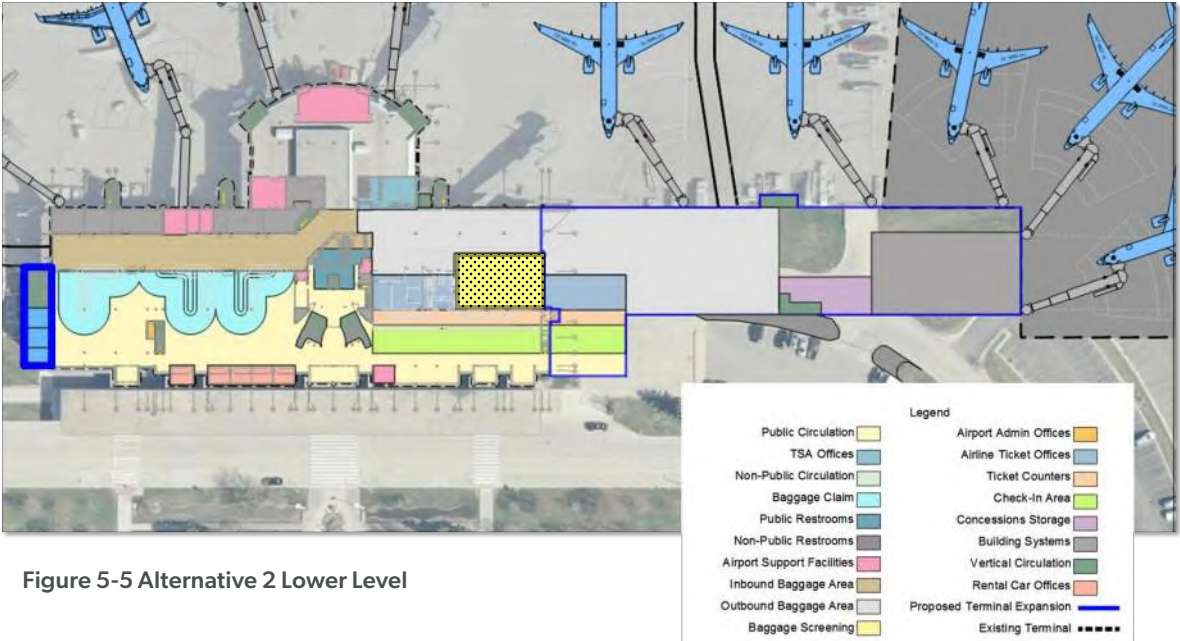 Legend
Public Circulation
TSA Offices
Non-Public Circulation
Baggage Claim
Public Restrooms
Non-Public Restrooms
Airport Support Facilities
Inbound Baggage Area
Outbound Baggage Area
Baggage Screening
Airport Admin Offices
Airline Ticket Offices
Ticket Counters
Check-In Area
Concessions Storage
Building Systems
Vertical Circulation
Rental Car Offices
Proposed Terminal Expansion
Existing Terminal
Figure 5-5 Alternative 2 Lower Level